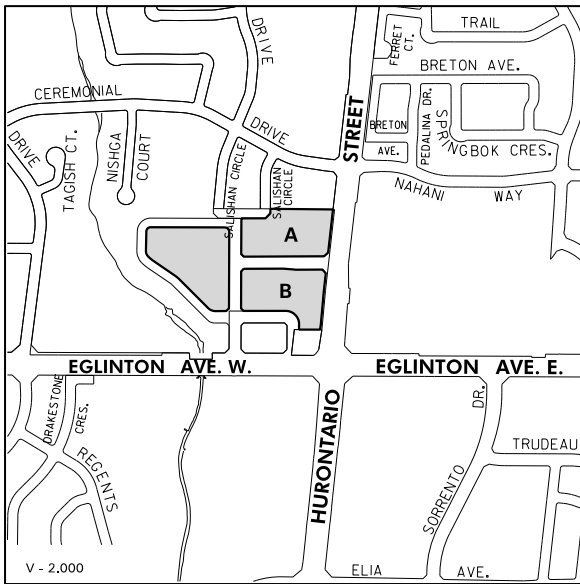 TRAIL
FERRET
CT.
BRETON AVE.
CEREMONIAL
DRIVE
DRIVE
STREET
BRETON
AVE.
PEDALINA DR.
SPRINGBOK CRES.
DRIVE
TAGISH CT.
NISHGA
COURT
SALISHAN CIRCLE
SALISHAN
CIRCLE
NAHANI WAY
A
B
EGLINTON AVE. W.
EGLINTON AVE. E.
DRAKESTONE
CRES.
REGENTS
HURONTARIO
SORRENTO
DR.
TRUDEAU
V - 2.000
ELIA AVE.